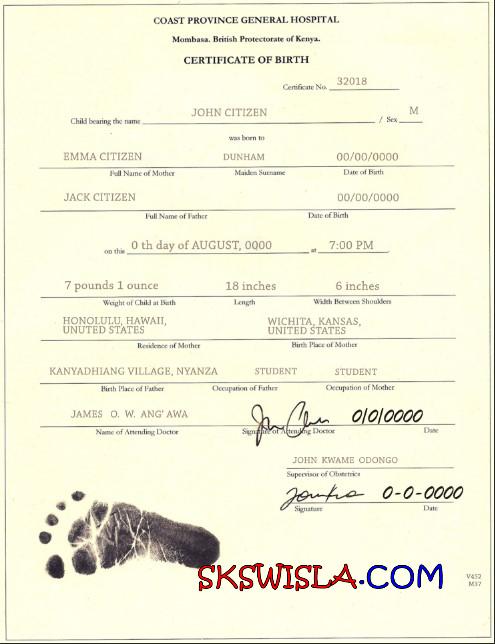 COAST PROVINCE GENERAL HOSPITAL
Mombasa. British Protectorate of Kenya.
CERTIFICATE OF BIRTH
Certificate No. 32018
Child bearing the name JOHN CITIZEN / Sex M
was born to
EMMA CITIZEN DUNHAM 00/00/0000
Full Name of Mother Maiden Surname Date of Birth
JACK CITIZEN 00/00/0000
Full Name of Father Date of Birth
on this 0 th day of AUGUST, 0000 at 7:00 PM
7 pounds 1 ounce 18 inches 6 inches
Weight of Child at Birth Length Width Between Shoulders
HONOLULU, HAWAII, WICHITA, KANSAS,
UNUTED STATES UNITED STATES
Residence of Mother Birth Place of Mother
KANYADHIANG VILLAGE, NYANZA STUDENT STUDENT
Birth Place of Father Occupation of Father Occupation of Mother
JAMES O. W. ANG' AWA 0/0/0000
Name of Attending Doctor Signature of Attending Doctor Date
JOHN KWAME ODONGO
Supervisor of Obstetrics
0-0-0000
Signature Date
SKSWISLA.COM
V452
M37